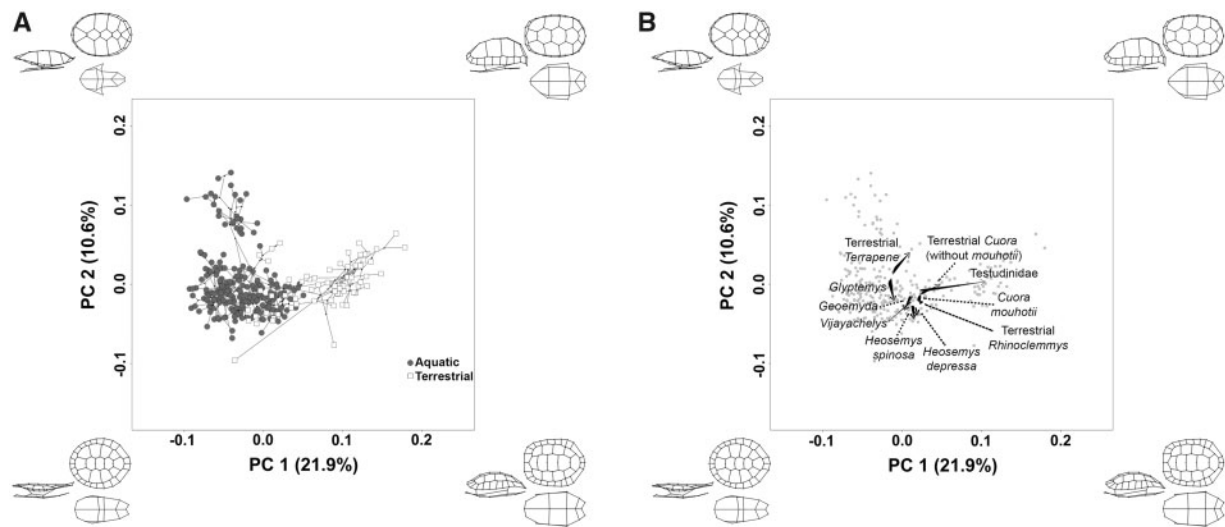 A
0.2
0.1
0.0
-0.1
PC 2 (10.6%)
Aquatic
Terrestrial
-0.1 0.0 0.1 0.2
PC 1 (21.9%)
B
0.2
0.1
0.0
-0.1
PC 2 (10.6%)
Terrestrial
Terrapene
Terrestrial Cuora
(without mouhotii)
Testudinidae
Glyptemys
Geoemyda
Vijayachelys
Cuora
mouhotii
Terrestrial
Rhinoclemmys
Heosemys
spinosa
Heosemys
depressa
-0.1 0.0 0.1 0.2
PC 1 (21.9%)